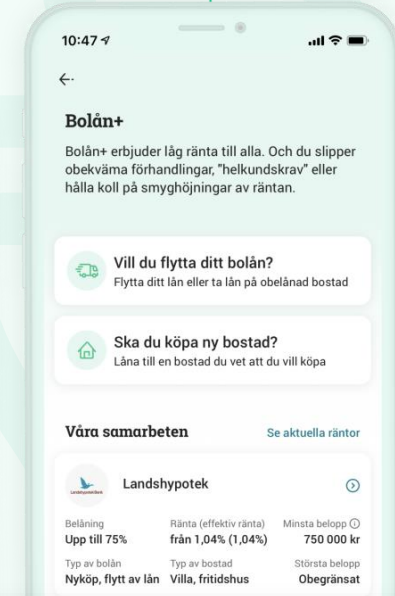 10:47
Bolån+
Bolån+ erbjuder låg ränta till alla. Och du slipper
obekväma förhandlingar, "helkundskrav" eller
hålla koll på smyghöjningar av räntan.
Vill du flytta ditt bolån?
Flytta ditt lån eller ta lån på obelånad bostad
Ska du köpa ny bostad?
Låna till en bostad du vet att du vill köpa
Våra samarbeten Se aktuella räntor
Landshypotek Bank Landshypotek
Belåning Ränta (effektiv ränta) Minsta belopp
Upp till 75% från 1,04% (1,04%) 750 000 kr
Typ av bolån Typ av bostad Största belopp
Nyköp, flytt av lån Villa, fritidshus Obegränsat